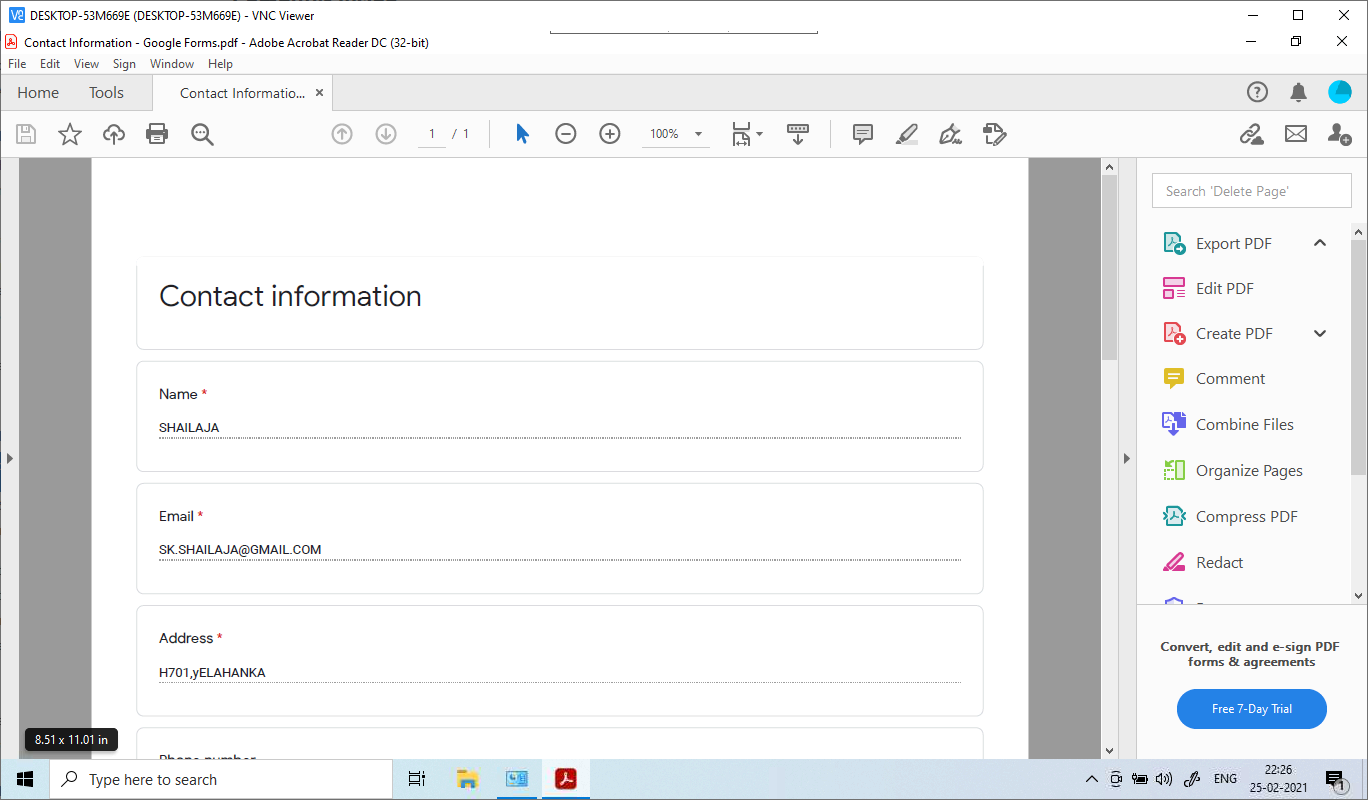 DESKTOP-53M669E (DESKTOP-53M669E) - VNC Viewer
Contact Information - Google Forms.pdf - Adobe Acrobat Reader DC (32-bit)
File Edit View Sign Window Help
Home Tools Contact Informatio...
1 / 1 100%
Contact information
Name *
SHAILAJA
Email *
SK.SHAILAJA@GMAIL.COM
Address *
H701,yELAHANKA
Phone number
8.51 x 11.01 in
Search 'Delete Page'
Export PDF
Edit PDF
Create PDF
Comment
Combine Files
Organize Pages
Compress PDF
Redact
Convert, edit and e-sign PDF
forms & agreements
Free 7-Day Trial
Type here to search
ENG
22:26
25-02-2021
1